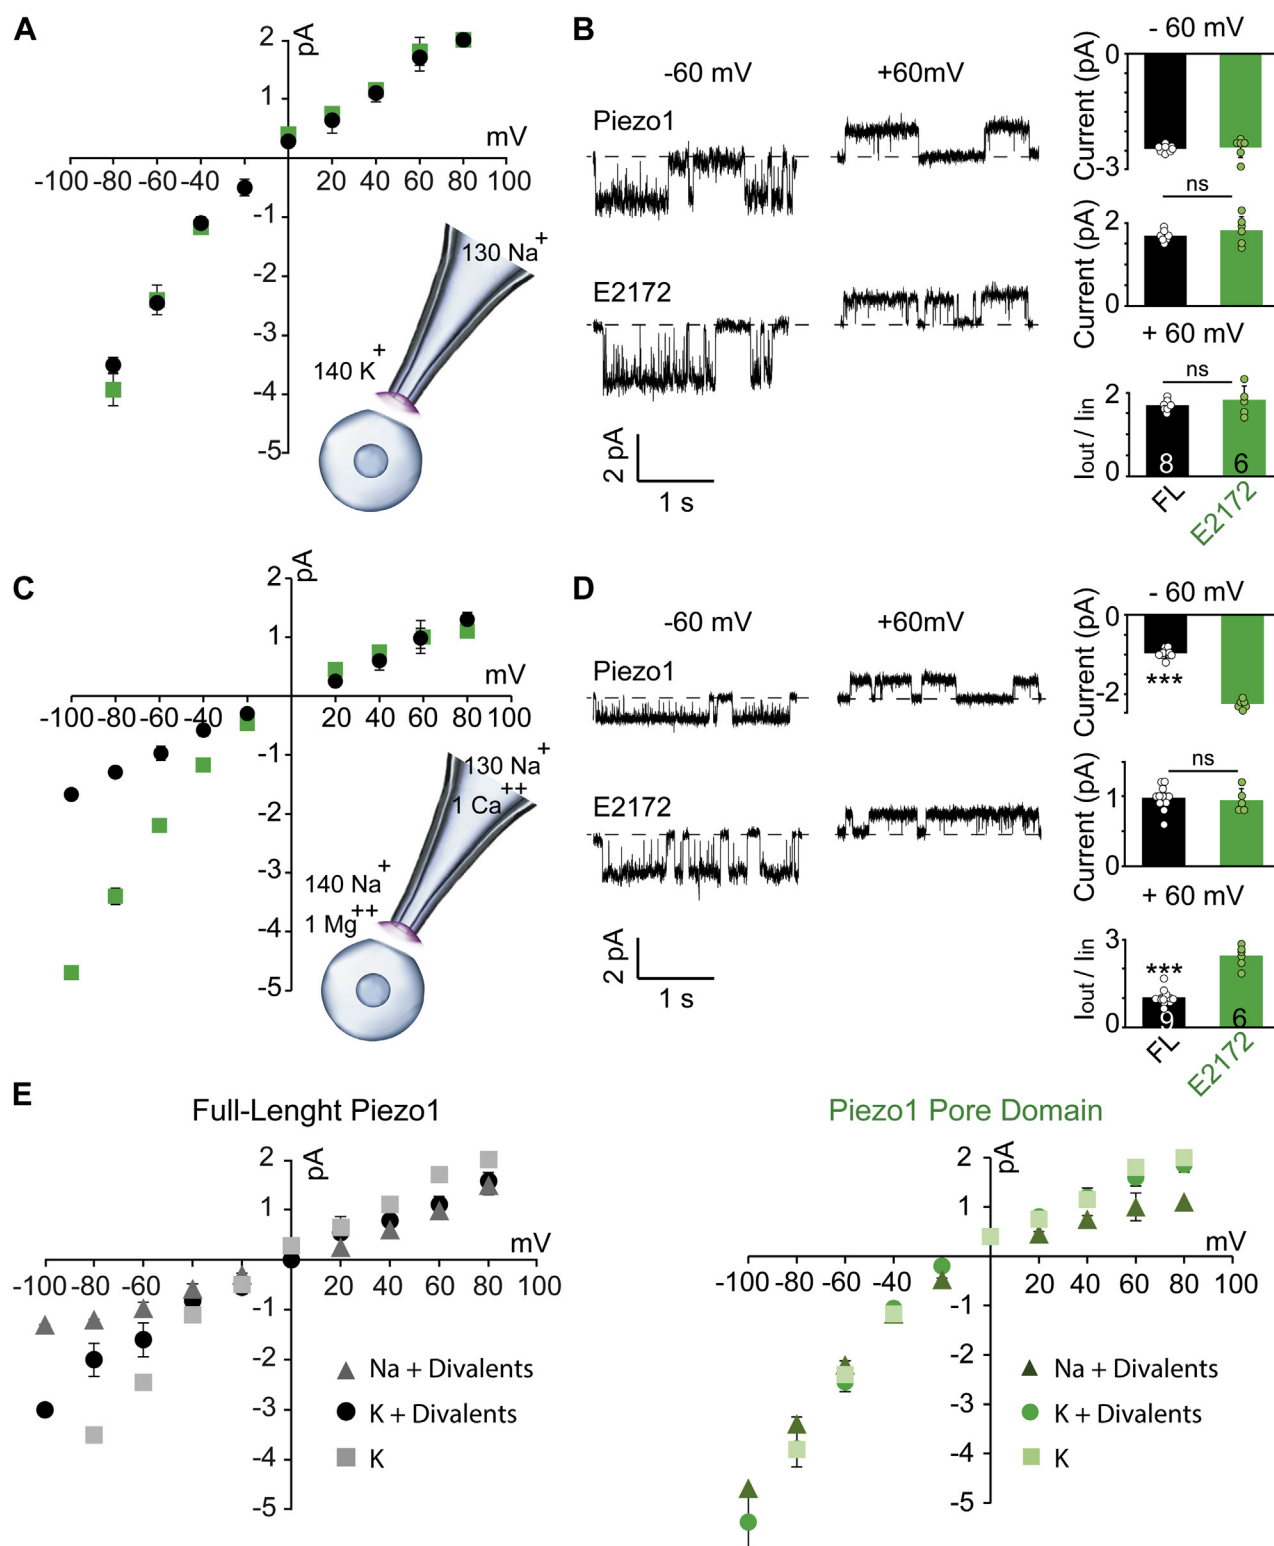 A
pA
2
1
mV
-100 -80 -60 -40
20 40 60 80 100
-1
-2
-3
-4
-5
130 Na+
140 K+
B
-60 mV
+60mV
Piezo1
E2172
2 pA
1 s
- 60 mV
Current (pA)
0
-3
ns
Current (pA)
2
0
+ 60 mV
ns
Iout / Iin
2
0
8
6
FL
E2172
C
pA
2
1
mV
-100 -80 -60 -40
20 40 60 80 100
-1
-2
-3
-4
-5
130 Na+
1 Ca++
140 Na+
1 Mg++
D
-60 mV
+60mV
Piezo1
E2172
2 pA
1 s
- 60 mV
Current (pA)
0
-2
***
ns
Current (pA)
1
0
+ 60 mV
Iout / Iin
3
0
***
9
6
FL
E2172
E
Full-Lenght Piezo1
pA
2
1
mV
-100 -80 -60 -40
20 40 60 80 100
-1
-2
-3
-4
-5
Na + Divalents
K + Divalents
K
Piezo1 Pore Domain
pA
2
1
mV
-100 -80 -60 -40
20 40 60 80 100
-1
-2
-3
-4
-5
Na + Divalents
K + Divalents
K